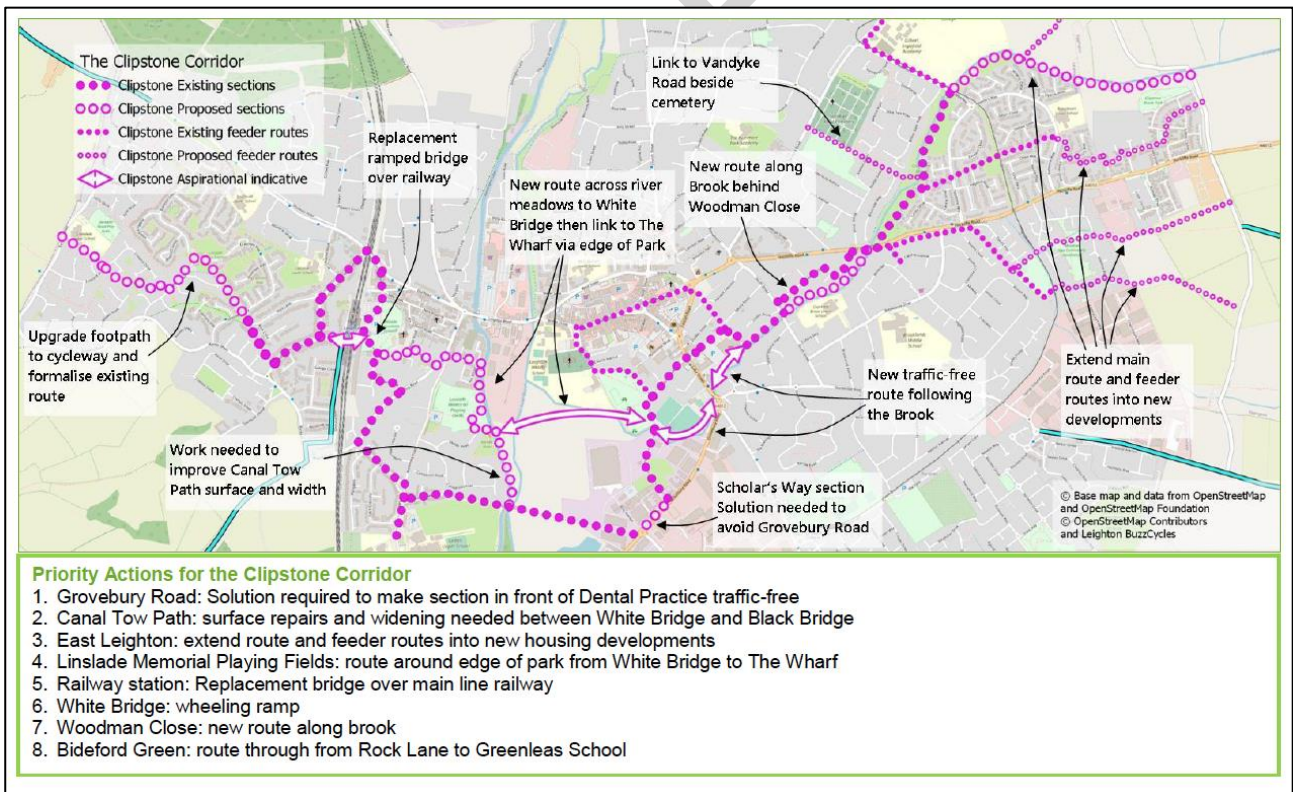 The Clipstone Corridor
Clipstone Existing sections
Clipstone Proposed sections
Clipstone Existing feeder routes
Clipstone Proposed feeder routes
Clipstone Aspirational indicative
Replacement
ramped bridge
over railway
Link to Vandyke
Road beside
cemetery
New route across river
meadows to White
Bridge then link to The
Wharf via edge of Park
New route along
Brook behind
Woodman Close
Upgrade footpath
to cycleway and
formalise existing
route
Work needed to
improve Canal Tow
Path surface and width
New traffic-free
route following
the Brook
Extend main
route and feeder
routes into new
developments
Scholar's Way section
Solution needed to
avoid Grovebury Road
© Base map and data from OpenStreetMap
and OpenStreetMap Foundation
© OpenStreetMap Contributors
and Leighton BuzzCycles
Priority Actions for the Clipstone Corridor
1. Grovebury Road: Solution required to make section in front of Dental Practice traffic-free
2. Canal Tow Path: surface repairs and widening needed between White Bridge and Black Bridge
3. East Leighton: extend route and feeder routes into new housing developments
4. Linslade Memorial Playing Fields: route around edge of park from White Bridge to The Wharf
5. Railway station: Replacement bridge over main line railway
6. White Bridge: wheeling ramp
7. Woodman Close: new route along brook
8. Bideford Green: route through from Rock Lane to Greenleas School